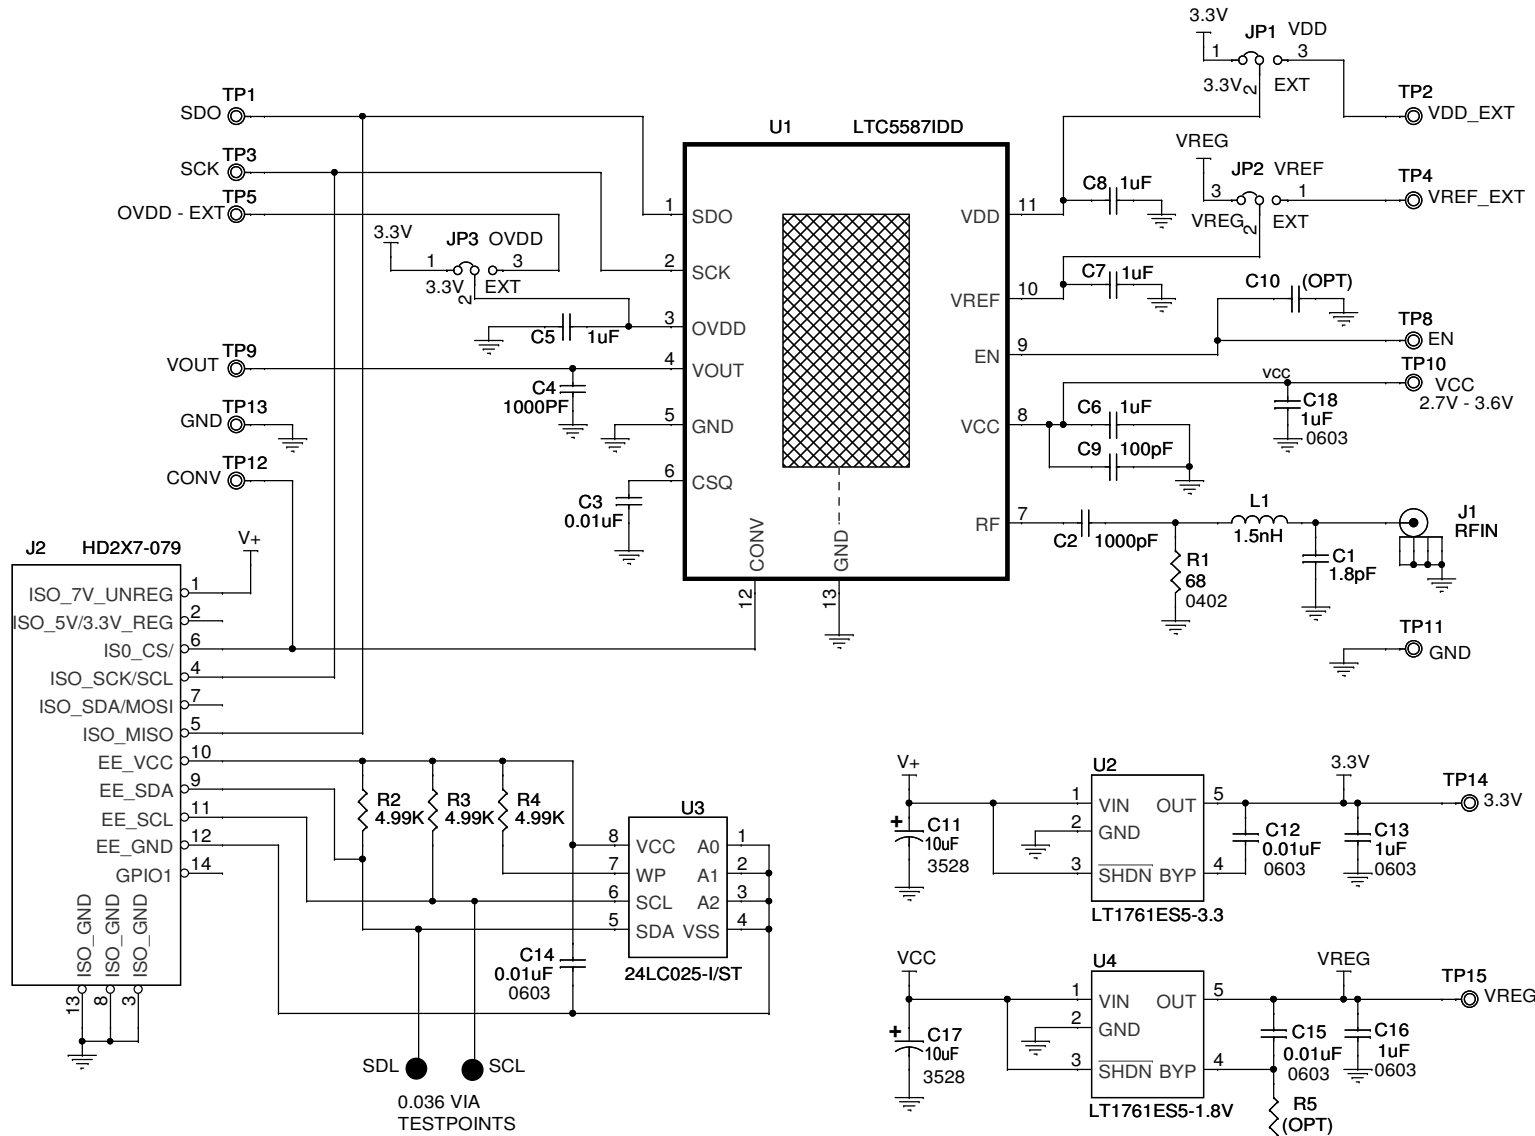 3.3V
JP1 VDD
1 3
3.3V 2 EXT
TP1
SDO
TP2
VDD_EXT
U1 LTC5587IDD
TP3
SCK
VREG
JP2 VREF
3 1
VREG 2 EXT
TP4
VREF_EXT
TP5
OVDD - EXT
C8 1uF
1 SDO
VDD 11
3.3V
JP3 OVDD
1 3
3.3V 2 EXT
2 SCK
C7 1uF
VREF 10
C10 (OPT)
C5 1uF
3 OVDD
EN 9
TP8
EN
TP9
VOUT
4 VOUT
C4
1000PF
TP10
VCC
2.7V - 3.6V
vcc
C18
1uF
0603
TP13
GND
5 GND
VCC 8
C6 1uF
C9 100pF
TP12
CONV
6 CSQ
C3
0.01uF
RF 7
C2 1000pF
L1
1.5nH
J1
RFIN
R1
68
0402
C1
1.8pF
CONV
12
GND
13
TP11
GND
J2 HD2X7-079
V+
ISO_7V_UNREG 1
ISO_5V/3.3V_REG 2
IS0_CS/ 6
ISO_SCK/SCL 4
ISO_SDA/MOSI 7
ISO_MISO 5
EE_VCC 10
EE_SDA 9
EE_SCL 11
EE_GND 12
GPIO1 14
ISO_GND
ISO_GND
ISO_GND
13 8 3
R2
4.99K
R3
4.99K
R4
4.99K
U3
8 VCC A0 1
7 WP A1 2
6 SCL A2 3
5 SDA VSS 4
24LC025-I/ST
C14
0.01uF
0603
SDL
SCL
0.036 VIA
TESTPOINTS
V+
U2
3.3V
TP14
3.3V
1 VIN OUT 5
2 GND
3 SHDN BYP 4
LT1761ES5-3.3
+ C11
10uF
3528
C12
0.01uF
0603
C13
1uF
0603
VCC
U4
VREG
TP15
VREG
1 VIN OUT 5
2 GND
3 SHDN BYP 4
LT1761ES5-1.8V
+ C17
10uF
3528
C15
0.01uF
0603
C16
1uF
0603
R5
(OPT)